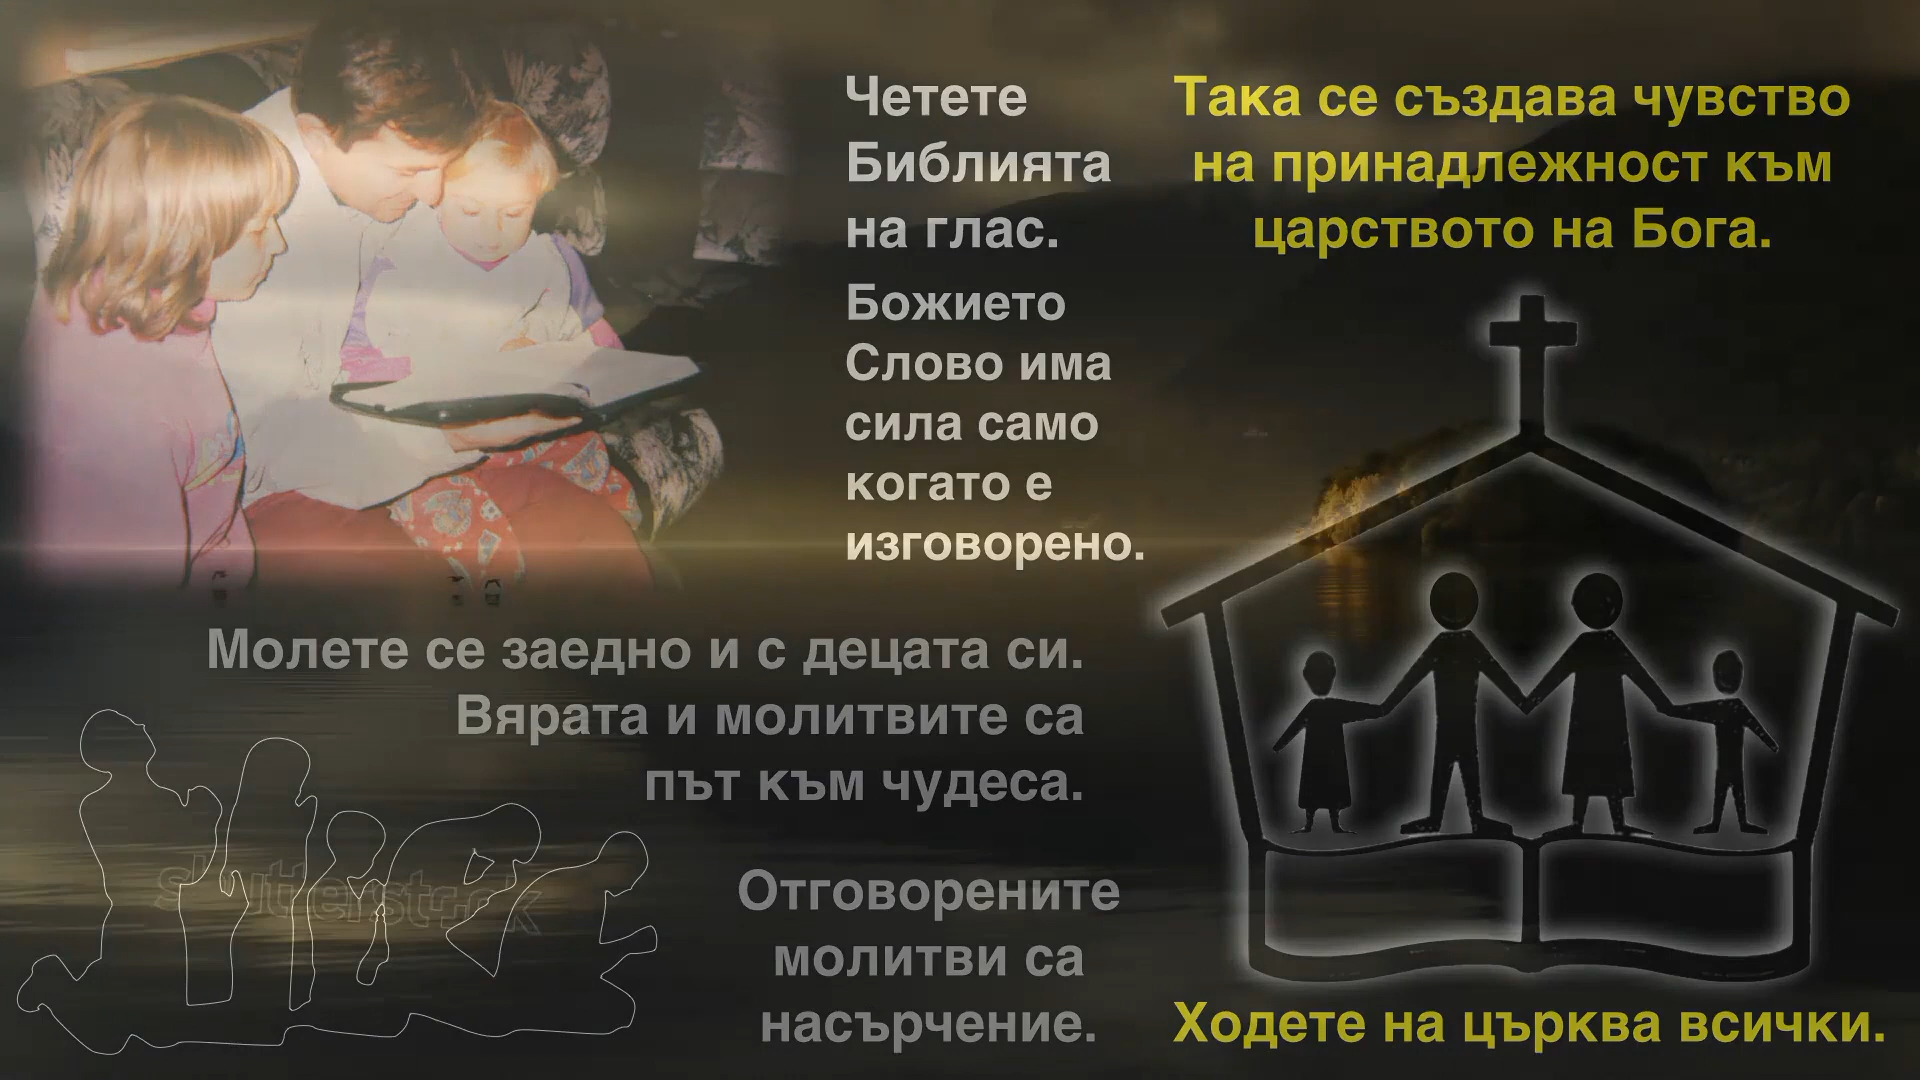 Четете
Библията
на глас.
Божието
Слово има
сила само
когато е
изговорено.
Така се създава чувство
на принадлежност към
царството на Бога.
Молете се заедно и с децата си.
Вярата и молитвите са
път към чудеса.
shutterstock
Отговорените
молитви са
насърчение.
Ходете на църква всички.